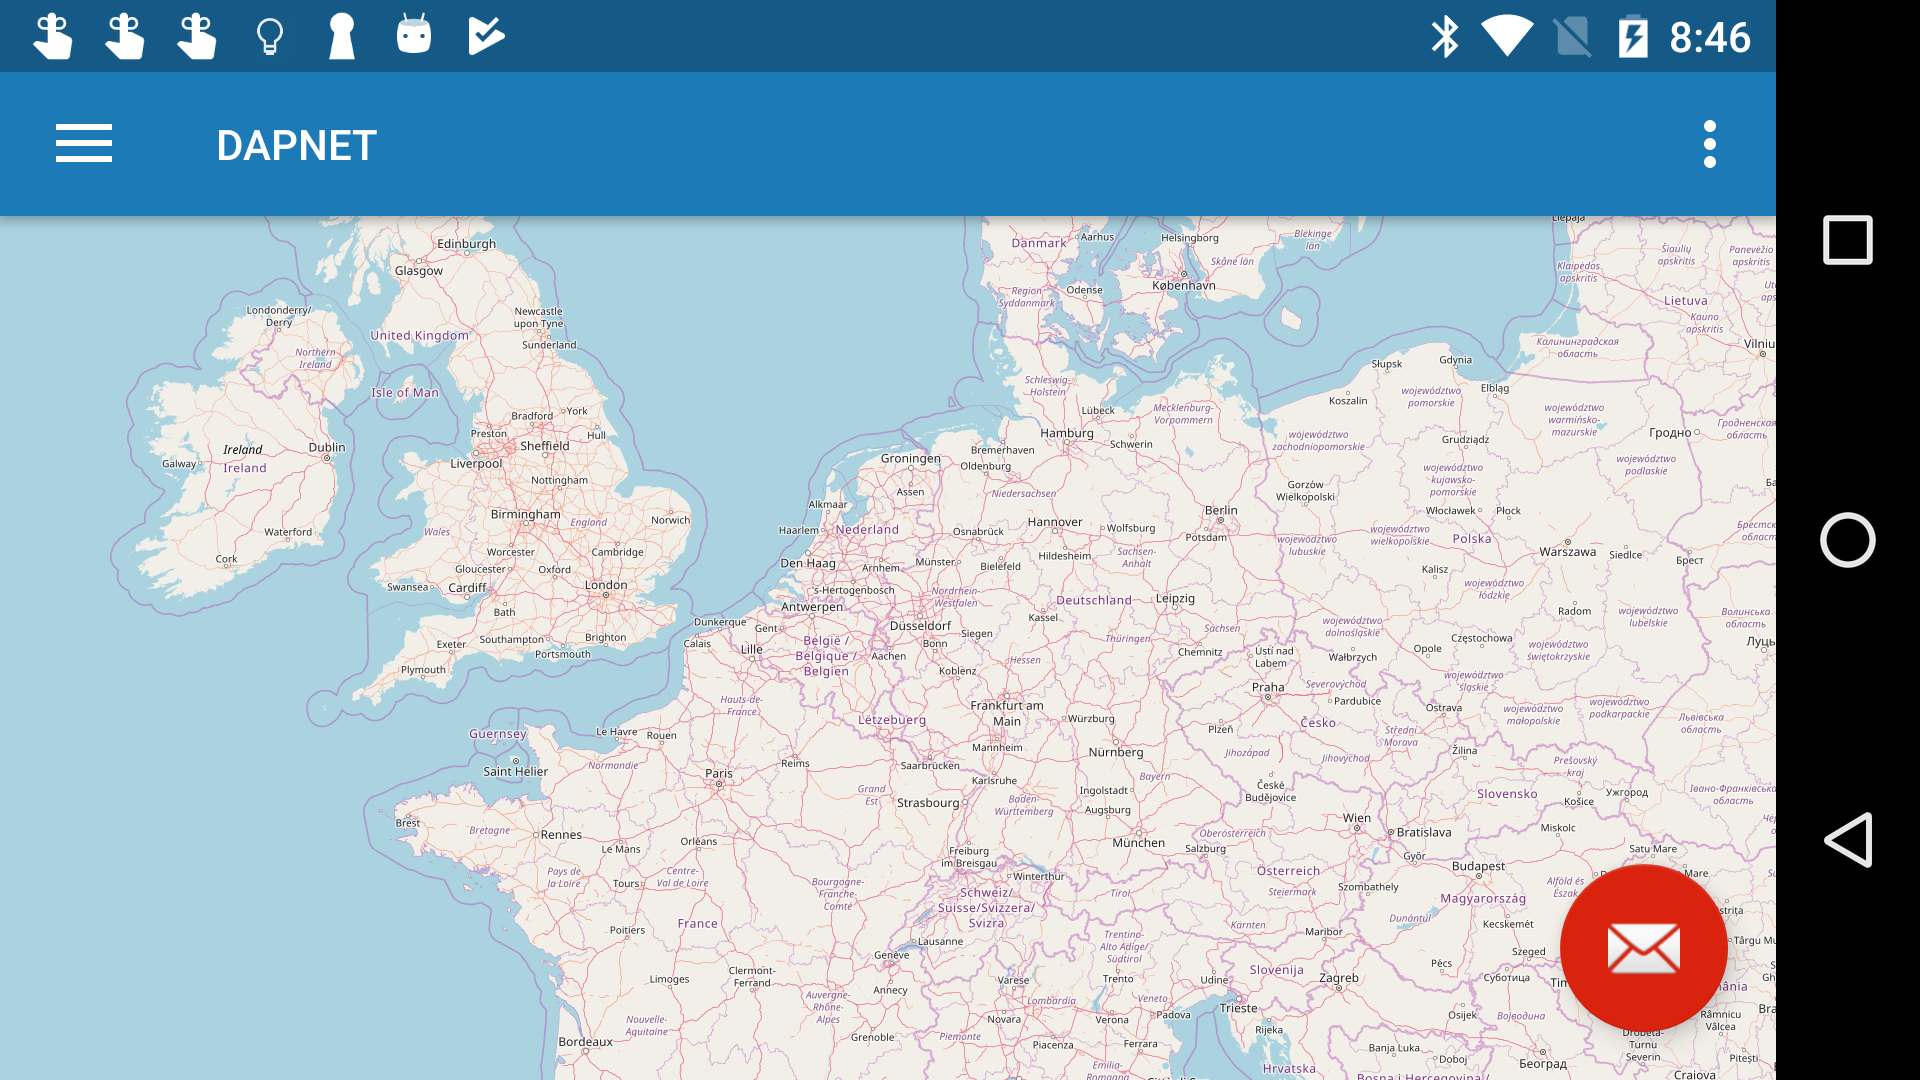 8:46
DAPNET
Edinburgh
Glasgow
Londonderry/
Derry
Newcastle
upon Tyne
United Kingdom
Sunderland
Northern
Ireland
Isle of Man
Bradford
York
Preston
Hull
Sheffield
Ireland
Dublin
Galway
Ireland
Liverpool
Nottingham
Birmingham
England
Norwich
Wales
Waterford
Cork
Worcester
Cambridge
Gloucester
Oxford
Swansea
Cardiff
London
Bath
Exeter
Southampton
Brighton
Portsmouth
Plymouth
Guernsey
Saint Helier
Brest
Bretagne
Rennes
Normandie
Le Havre
Rouen
Hauts-de-
France
Paris
Reims
Grand
Est
Strasbourg
Le Mans
Orléans
Pays de
la Loire
Tours
Centre-
Val de Loire
Bourgogne-
Franche-
Comté
France
Poitiers
Limoges
Clermont-
Ferrand
Auvergne-
Rhône-
Alpes
Nouvelle-
Aquitaine
Bordeaux
Grenoble
Annecy
Genève
Lausanne
Danmark
Aarhus
Helsingborg
Blekinge
län
Skåne län
København
Odense
Region
Syddanmark
Liepāja
Klaipėdos
apskritis
Šiaulių
apskritis
Panevėžio
apskritis
Lietuva
Kauno
apskritis
Vilniu
Калининградская
область
Schleswig-
Holstein
Lübeck
Mecklenburg-
Vorpommern
Hamburg
Schwerin
Bremerhaven
Oldenburg
Groningen
Assen
Niedersachsen
Alkmaar
Haarlem
Nederland
Den Haag
Arnhem
's-Hertogenbosch
Antwerpen
Dunkerque
Calais
Gent
Lille
België /
Belgique /
Belgien
Osnabrück
Hannover
Wolfsburg
Münster
Bielefeld
Hildesheim
Sachsen-
Anhalt
Berlin
Potsdam
Nordrhein-
Westfalen
Düsseldorf
Deutschland
Leipzig
Kassel
Siegen
Bonn
Aachen
Thüringen
Sachsen
Chemnitz
Hessen
Koblenz
Frankfurt am
Main
Würzburg
Lëtzebuerg
Mannheim
Saarbrücken
Nürnberg
Karlsruhe
Bayern
Ingolstadt
Augsburg
Baden-
Württemberg
München
Freiburg
im Breisgau
Winterthur
Schweiz/
Suisse/Svizzera/
Svizra
Słupsk
Gdynia
Elbląg
Koszalin
województwo
pomorskie
województwo
warmińsko-
mazurskie
województwo
zachodniopomorskie
Grudziądz
Гродно
Гродненская
область
województwo
podlaskie
województwo
kujawsko-
pomorskie
Gorzów
Wielkopolski
Włocławek
Płock
województwo
lubuskie
województwo
wielkopolskie
Polska
Warszawa
Siedlce
Брест
Брестск
област
Kalisz
województwo
łódzkie
Radom
województwo
lubelskie
Волинська
область
Луць
województwo
dolnośląskie
Częstochowa
Opole
Wałbrzych
województwo
świętokrzyskie
województwo
śląskie
Ústí nad
Labem
Praha
Severovýchod
Pardubice
Ostrava
województwo
małopolskie
województwo
podkarpackie
Львівська
область
Plzeň
Česko
Střední
Morava
Jihozápad
Jihovýchod
Žilina
Prešovský
kraj
České
Budějovice
Slovensko
Košice
Ужгород
Івано-Франківська
область
Wien
Bratislava
Miskolc
Oberösterreich
Salzburg
Győr
Budapest
Satu Mare
Österreich
Steiermark
Szombathely
Magyarország
Alföld és
Észak
Mare
Tirol
Kärnten
Maribor
Dunántúl
Kecskemét
Szeged
Pécs
Суботица
Trentino-
Alto Adige/
Südtirol
Trento
Udine
Slovenija
Zagreb
Varese
Lombardia
Veneto
Padova
Trieste
Rijeka
Novara
Verona
Piemonte
Piacenza
Ferrara
Emilia-
Romagna
Hrvatska
Osijek
Војводина
Banja Luka
Doboj
Београд
Bosna i Hercegovina /
Drobeta-
Turnu
Severin
Târgu Mu
Râmnicu
Vâlcea
Pitești
Craiova